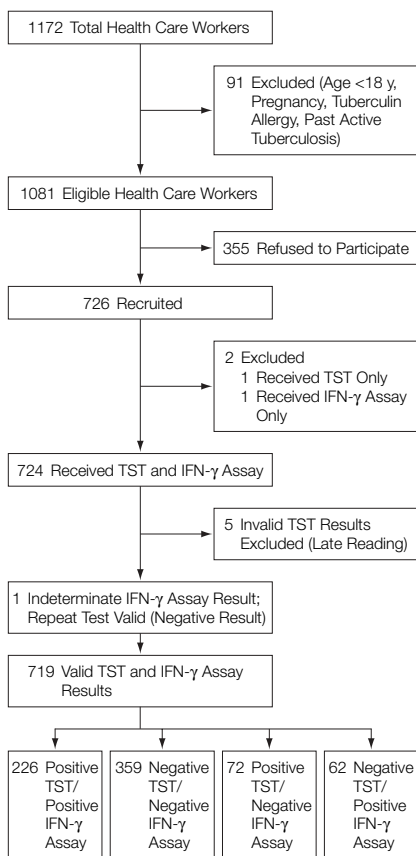 1172 Total Health Care Workers
91 Excluded (Age <18 y,
Pregnancy, Tuberculin
Allergy, Past Active
Tuberculosis)
1081 Eligible Health Care Workers
355 Refused to Participate
726 Recruited
2 Excluded
1 Received TST Only
1 Received IFN-γ Assay
Only
724 Received TST and IFN-γ Assay
5 Invalid TST Results
Excluded (Late Reading)
1 Indeterminate IFN-γ Assay Result;
Repeat Test Valid (Negative Result)
719 Valid TST and IFN-γ Assay
Results
226 Positive
TST/
Positive
IFN-γ
Assay
359 Negative
TST/
Negative
IFN-γ
Assay
72 Positive
TST/
Negative
IFN-γ
Assay
62 Negative
TST/
Positive
IFN-γ
Assay